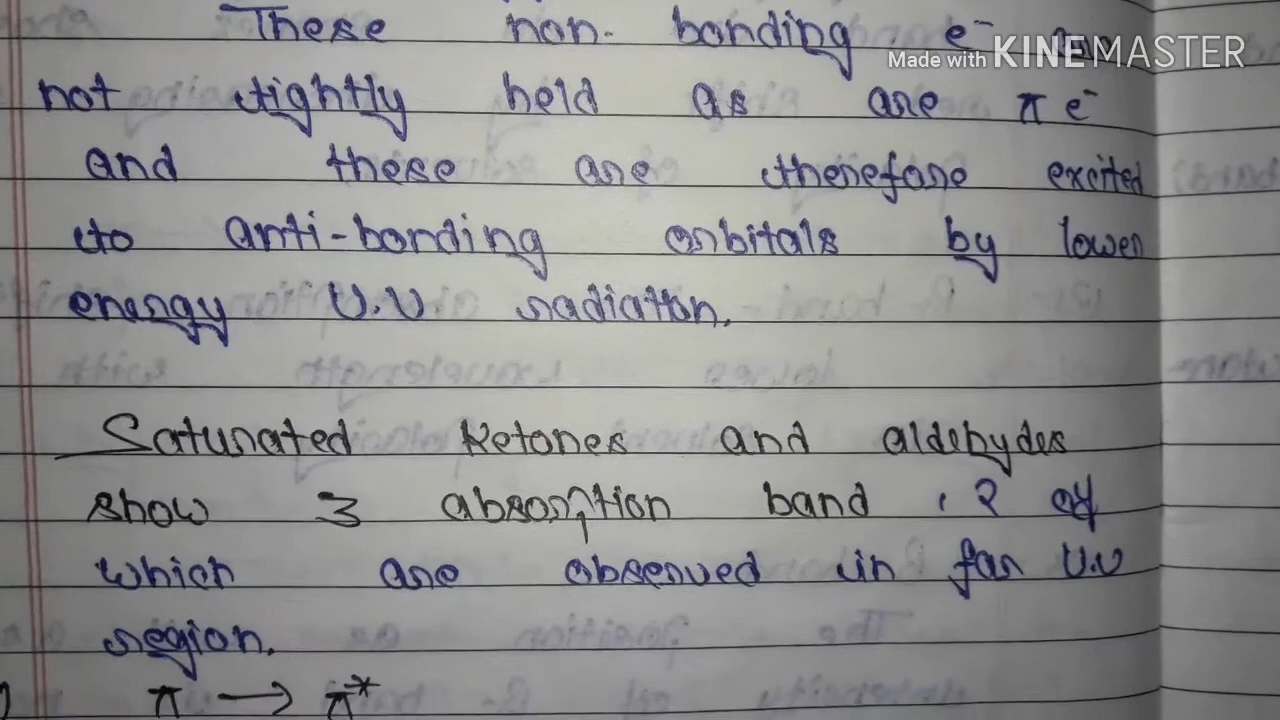 These non-bonding e⁻ are
Made with KINEMASTER
not tightly held as are π e⁻
and these are therefore excited
to anti-bonding orbitals by lower
energy U.V. radiation.
Saturated Ketones and aldehydes
show 3 absorption band, 2 of
which are observed in far U.V
region.
π → π*